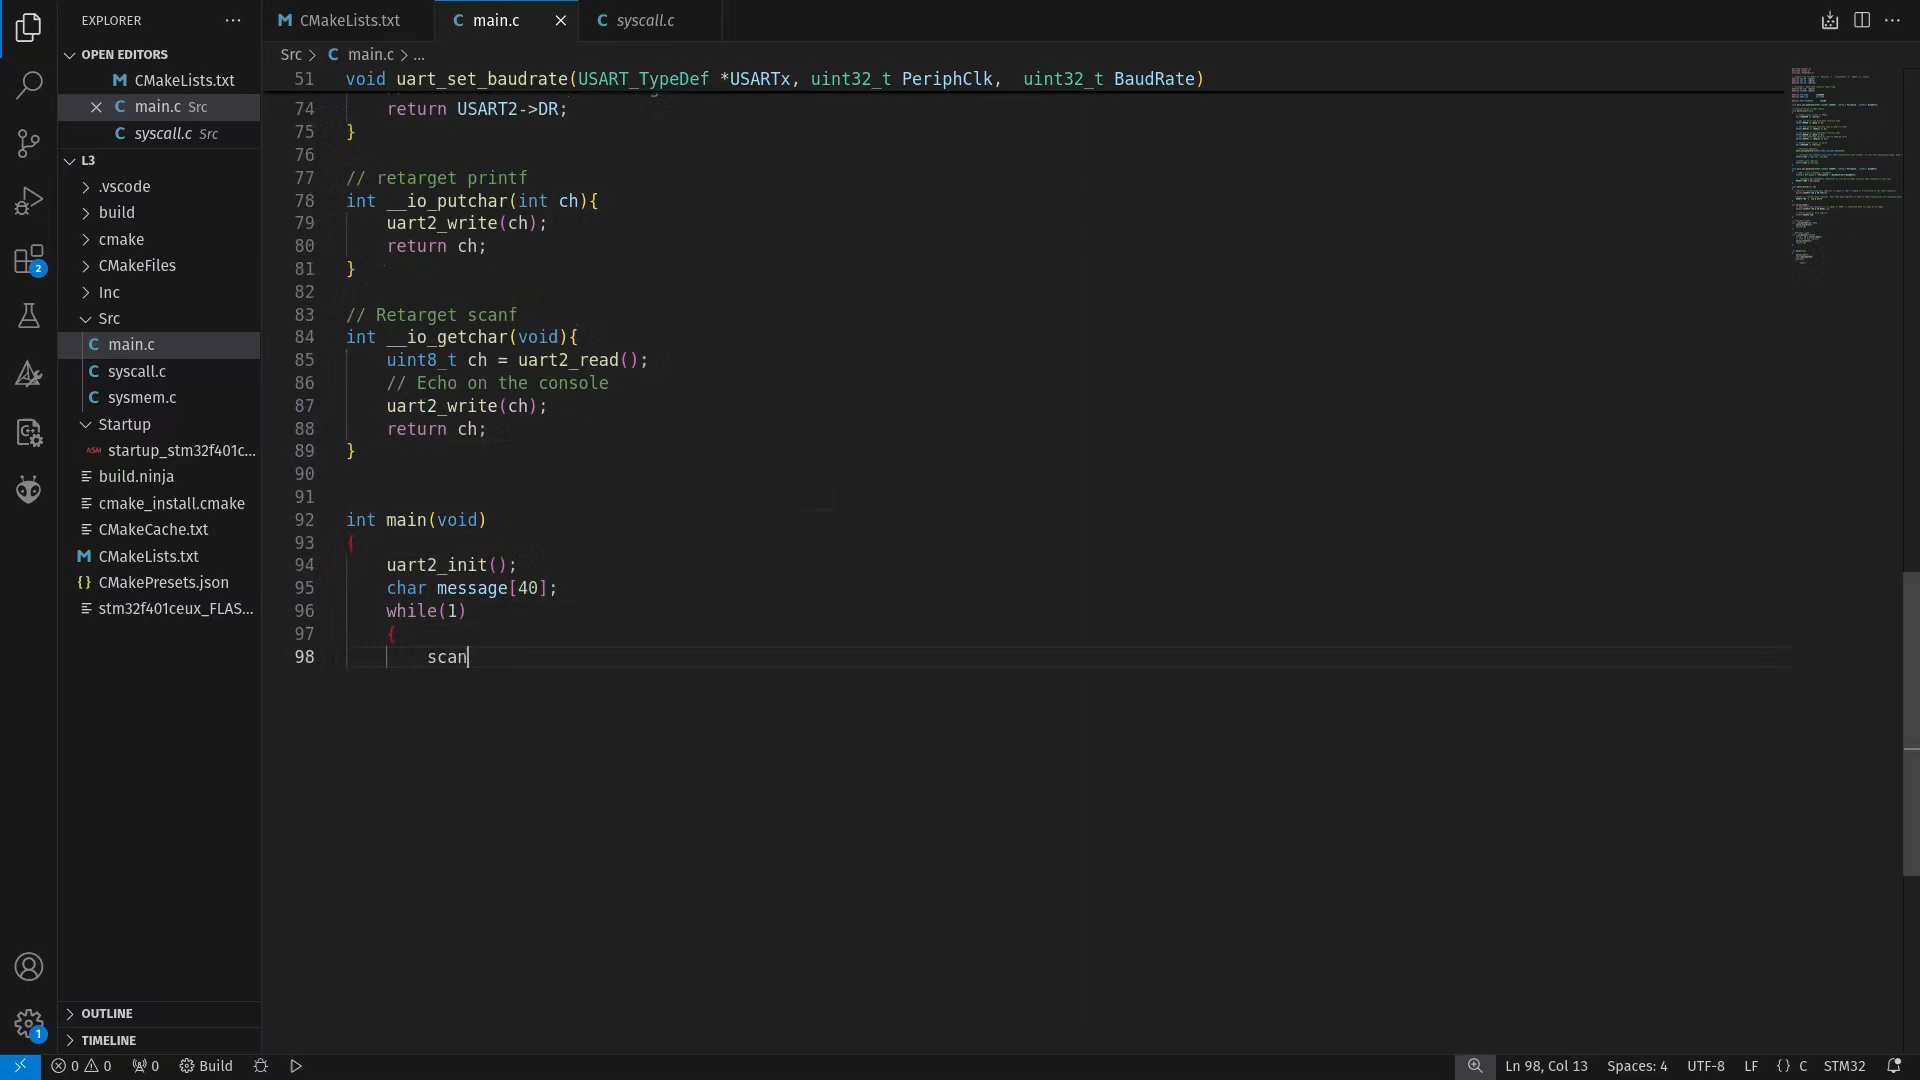 EXPLORER
OPEN EDITORS
CMakeLists.txt
main.c Src
syscall.c Src
L3
.vscode
build
cmake
CMakeFiles
Inc
Src
main.c
syscall.c
sysmem.c
Startup
ASM startup_stm32f401c...
build.ninja
cmake_install.cmake
CMakeCache.txt
CMakeLists.txt
CMakePresets.json
stm32f401ceux_FLAS...
OUTLINE
TIMELINE
2
1
CMakeLists.txt
main.c
syscall.c
Src > C main.c > ...
51 void uart_set_baudrate(USART_TypeDef *USARTx, uint32_t PeriphClk,  uint32_t BaudRate)
74 return USART2->DR;
75 }
76
77 // retarget printf
78 int __io_putchar(int ch){
79 uart2_write(ch);
80 return ch;
81 }
82
83 // Retarget scanf
84 int __io_getchar(void){
85 uint8_t ch = uart2_read();
86 // Echo on the console
87 uart2_write(ch);
88 return ch;
89 }
90
91
92 int main(void)
93 {
94 uart2_init();
95 char message[40];
96 while(1)
97 {
98 scan
0 0 0 Build
Ln 98, Col 13 Spaces: 4 UTF-8 LF {} C STM32